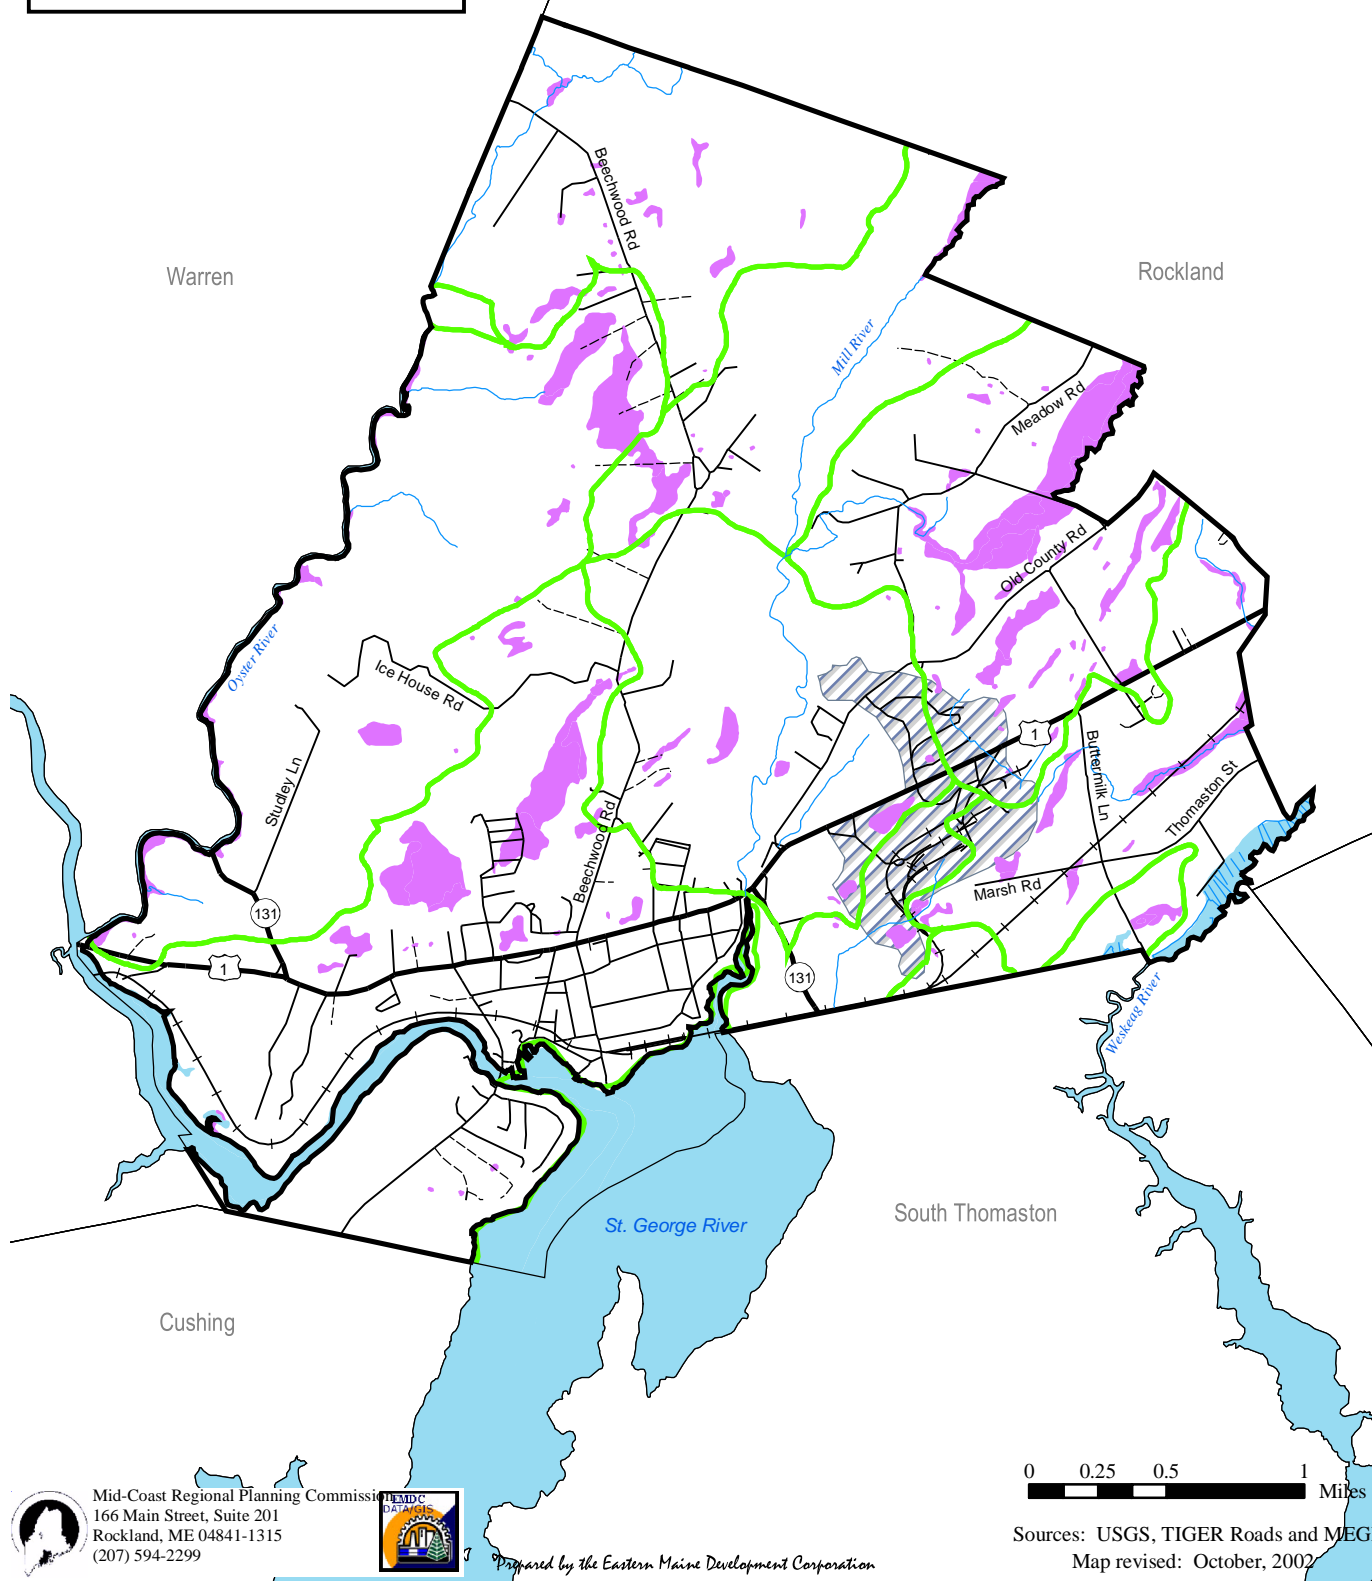 Beechwood Rd
Warren
Rockland
Mill River
Meadow Rd
Old County Rd
Oyster River
Ice House Rd
1
Buttermilk Ln
Studley Ln
Thomaston St
Beechwood Rd
Marsh Rd
131
1
131
Weskeag River
St. George River
South Thomaston
Cushing
0 0.25 0.5 1
Miles
Mid-Coast Regional Planning Commission
166 Main Street, Suite 201
Rockland, ME 04841-1315
(207) 594-2299
EMDC
DATA/GIS
Prepared by the Eastern Maine Development Corporation
Sources: USGS, TIGER Roads and MEG
Map revised: October, 2002